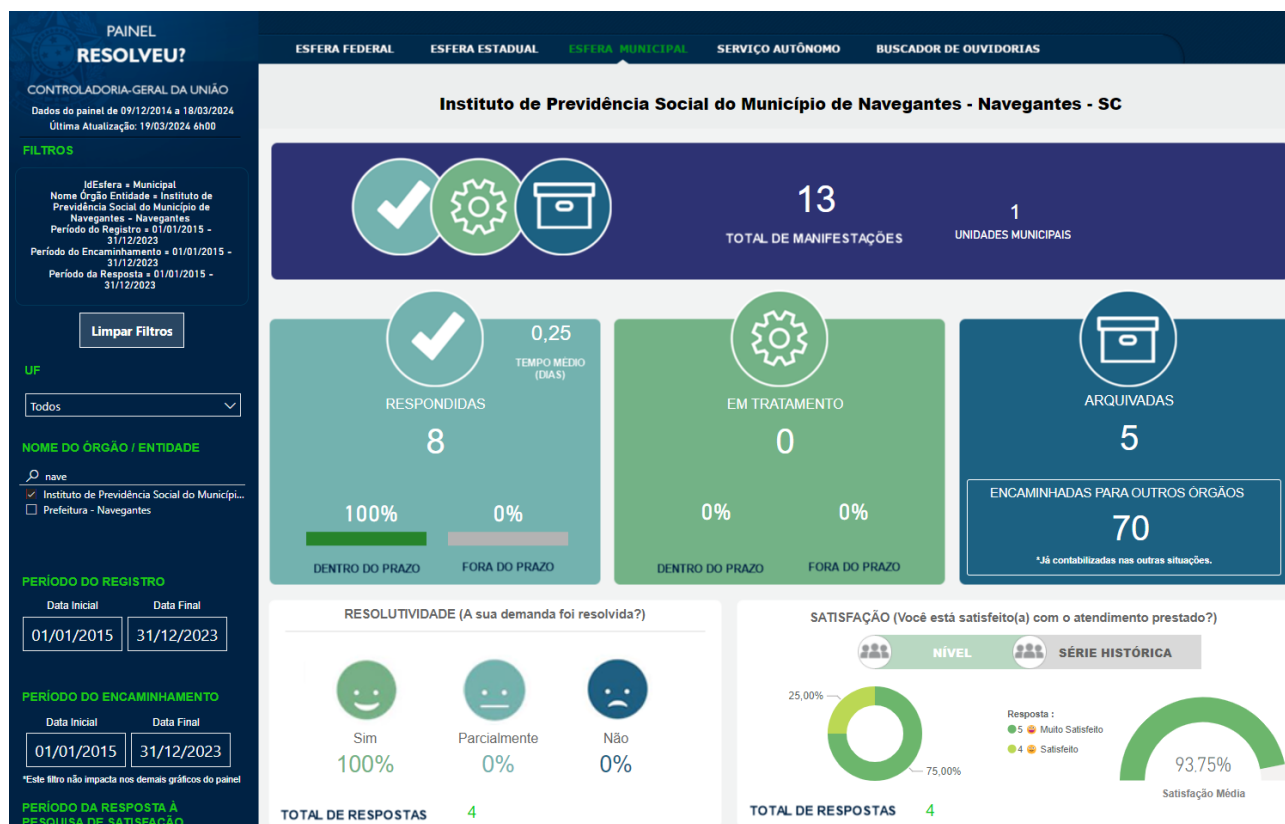 PAINEL
RESOLVEU?
CONTROLADORIA-GERAL DA UNIÃO
Dados do painel de 09/12/2014 a 18/03/2024
Última Atualização: 19/03/2024 6h00
FILTROS
IdEsfera = Municipal
Nome Órgão Entidade = Instituto de
Previdência Social do Município de
Navegantes - Navegantes
Período do Registro = 01/01/2015 -
31/12/2023
Período do Encaminhamento = 01/01/2015 -
31/12/2023
Período da Resposta = 01/01/2015 -
31/12/2023
Limpar Filtros
UF
Todos
NOME DO ÓRGÃO / ENTIDADE
nave
Instituto de Previdência Social do Municípi...
Prefeitura - Navegantes
PERÍODO DO REGISTRO
Data Inicial Data Final
01/01/2015 31/12/2023
PERÍODO DO ENCAMINHAMENTO
Data Inicial Data Final
01/01/2015 31/12/2023
*Este filtro não impacta nos demais gráficos do painel
PERÍODO DA RESPOSTA À
PESQUISA DE SATISFAÇÃO
ESFERA FEDERAL ESFERA ESTADUAL ESFERA MUNICIPAL SERVIÇO AUTÔNOMO BUSCADOR DE OUVIDORIAS
Instituto de Previdência Social do Município de Navegantes - Navegantes - SC
13
TOTAL DE MANIFESTAÇÕES
1
UNIDADES MUNICIPAIS
0,25
TEMPO MÉDIO
(DIAS)
RESPONDIDAS
8
100% 0%
DENTRO DO PRAZO FORA DO PRAZO
EM TRATAMENTO
0
0% 0%
DENTRO DO PRAZO FORA DO PRAZO
ARQUIVADAS
5
ENCAMINHADAS PARA OUTROS ÓRGÃOS
70
*Já contabilizadas nas outras situações.
RESOLUTIVIDADE (A sua demanda foi resolvida?)
Sim Parcialmente Não
100% 0% 0%
TOTAL DE RESPOSTAS 4
SATISFAÇÃO (Você está satisfeito(a) com o atendimento prestado?)
NÍVEL SÉRIE HISTÓRICA
25,00%
75,00%
Resposta :
5 😄 Muito Satisfeito
4 😀 Satisfeito
93,75%
Satisfação Média
TOTAL DE RESPOSTAS 4